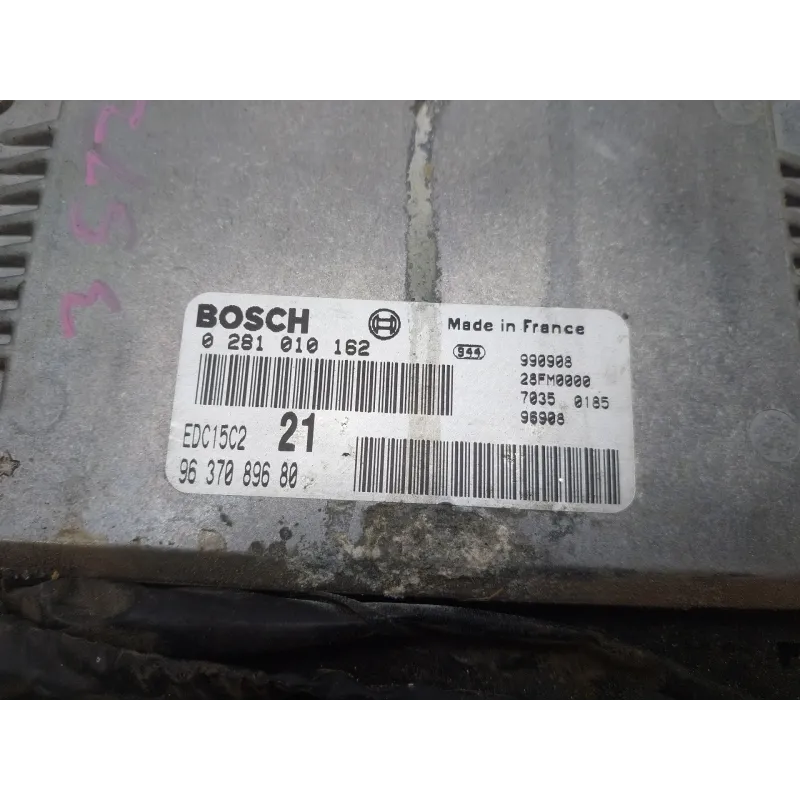 3572
BOSCH
Made in France
0 281 010 162
944
990908
28FM0000
7035 0185
96908
EDC15C2 21
96 370 896 80